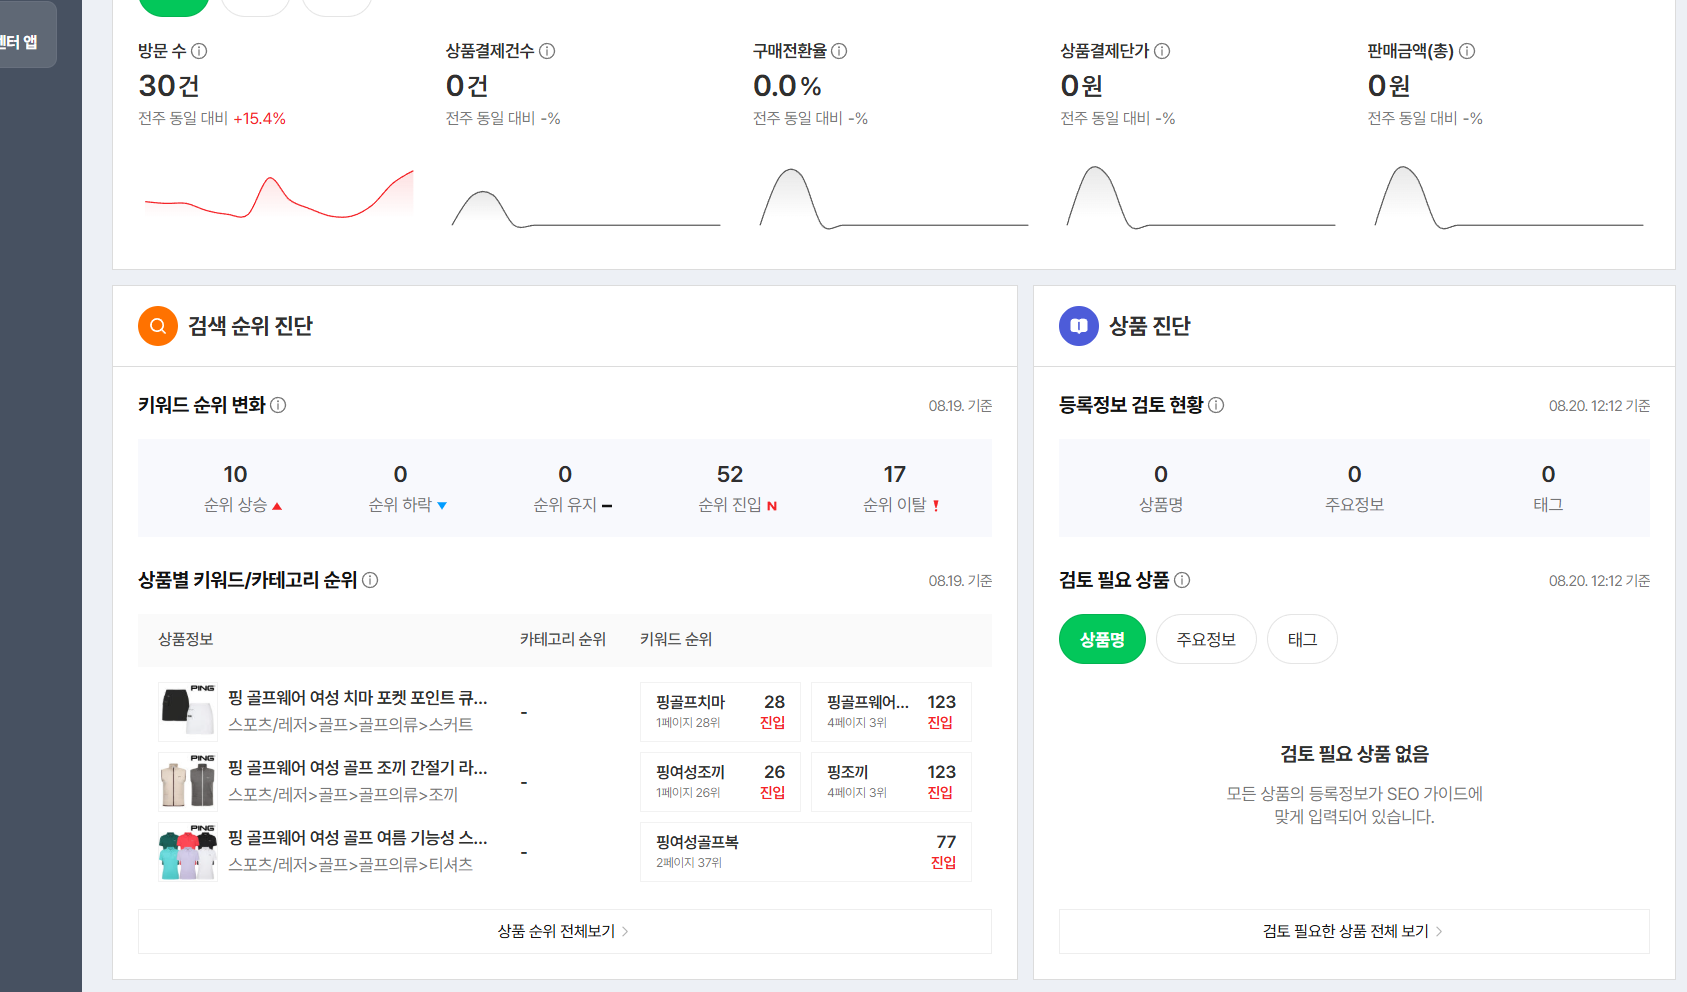 센터 앱
방문 수
30건
전주 동일 대비 +15.4%
상품결제건수
0건
전주 동일 대비 -%
구매전환율
0.0 %
전주 동일 대비 -%
상품결제단가
0원
전주 동일 대비 -%
판매금액(총)
0원
전주 동일 대비 -%
검색 순위 진단
키워드 순위 변화
08.19. 기준
10
순위 상승
0
순위 하락
0
순위 유지
52
순위 진입 N
17
순위 이탈 !
상품별 키워드/카테고리 순위
08.19. 기준
상품정보 카테고리 순위 키워드 순위
PING
핑 골프웨어 여성 치마 포켓 포인트 큐...
스포츠/레저>골프>골프의류>스커트
-
핑골프치마 28
1페이지 28위 진입
핑골프웨어... 123
4페이지 3위 진입
PING
핑 골프웨어 여성 골프 조끼 간절기 라...
스포츠/레저>골프>골프의류>조끼
-
핑여성조끼 26
1페이지 26위 진입
핑조끼 123
4페이지 3위 진입
PING
핑 골프웨어 여성 골프 여름 기능성 스...
스포츠/레저>골프>골프의류>티셔츠
-
핑여성골프복 77
2페이지 37위 진입
상품 순위 전체보기 >
상품 진단
등록정보 검토 현황
08.20. 12:12 기준
0
상품명
0
주요정보
0
태그
검토 필요 상품
08.20. 12:12 기준
상품명 주요정보 태그
검토 필요 상품 없음
모든 상품의 등록정보가 SEO 가이드에
맞게 입력되어 있습니다.
검토 필요한 상품 전체 보기 >